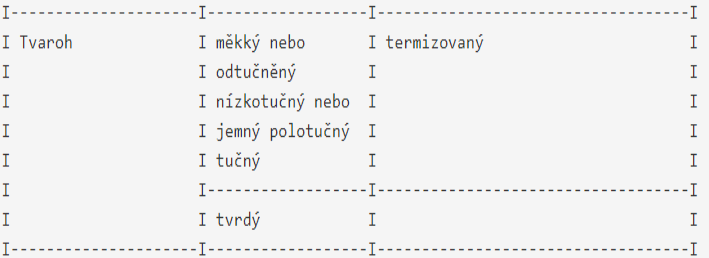 I---------------------I-----------------I-----------------------------------I
I Tvaroh              I měkký nebo      I termizovaný                       I
I                     I odtučněný       I                                   I
I                     I nízkotučný nebo I                                   I
I                     I jemný polotučný I                                   I
I                     I tučný           I                                   I
I                     I-----------------I-----------------------------------I
I                     I tvrdý           I                                   I
I---------------------I-----------------I-----------------------------------I